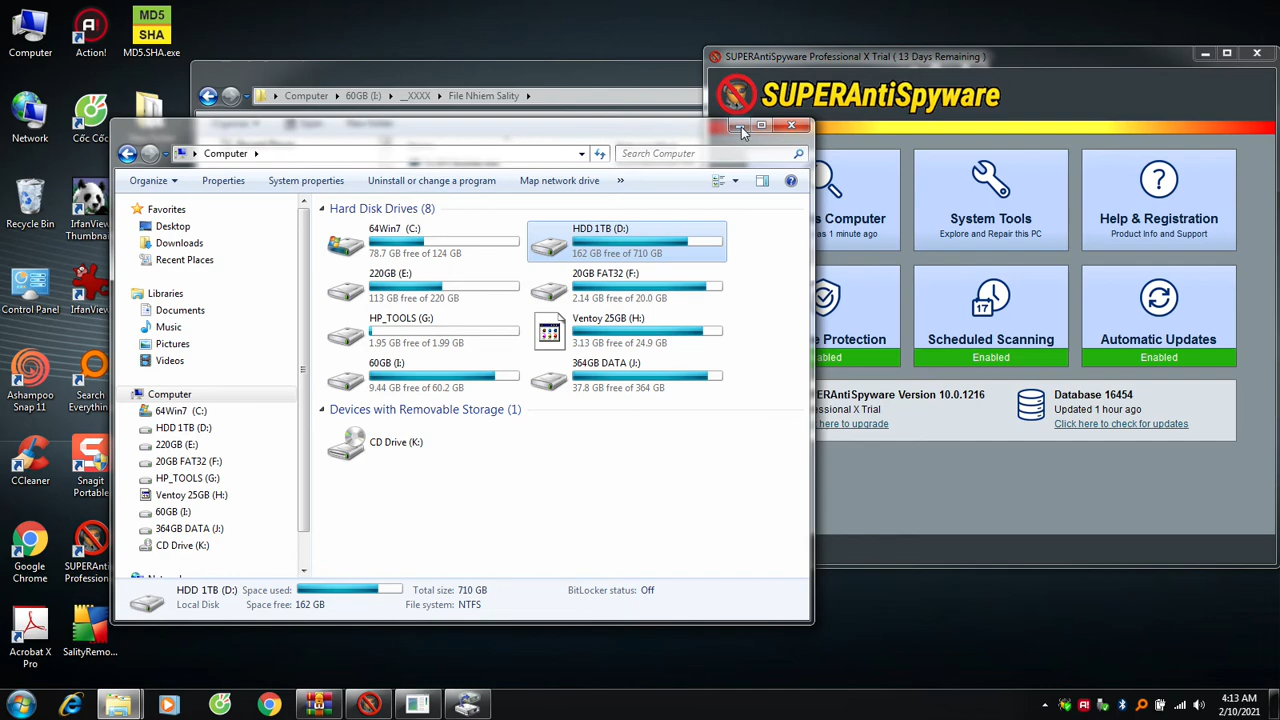 Computer
Action!
MD5
SHA
MD5.SHA.exe
Network
Cốc Cốc
Recycle Bin
IrfanView
Thumbnai...
Control Panel
IrfanView
Ashampoo
Snap 11
Search
Everything
CCleaner
Snagit
Portable
Google
Chrome
SUPERAnti
Professional
Acrobat X
Pro
SalityRemo...
Computer
60GB (I:)
__XXXX
File Nhiem Sality
SUPERAntiSpyware Professional X Trial ( 13 Days Remaining )
SUPERAntiSpyware
Computer
Search Computer
Organize
Properties
System properties
Uninstall or change a program
Map network drive
»
Favorites
Desktop
Downloads
Recent Places
Libraries
Documents
Music
Pictures
Videos
Computer
64Win7 (C:)
HDD 1TB (D:)
220GB (E:)
20GB FAT32 (F:)
HP_TOOLS (G:)
Ventoy 25GB (H:)
60GB (I:)
364GB DATA (J:)
CD Drive (K:)
Hard Disk Drives (8)
64Win7 (C:)
78.7 GB free of 124 GB
HDD 1TB (D:)
162 GB free of 710 GB
220GB (E:)
113 GB free of 220 GB
20GB FAT32 (F:)
2.14 GB free of 20.0 GB
HP_TOOLS (G:)
1.95 GB free of 1.99 GB
Ventoy 25GB (H:)
3.13 GB free of 24.9 GB
60GB (I:)
9.44 GB free of 60.2 GB
364GB DATA (J:)
37.8 GB free of 364 GB
Devices with Removable Storage (1)
CD Drive (K:)
HDD 1TB (D:)
Space used:
Total size: 710 GB
BitLocker status: Off
Local Disk
Space free: 162 GB
File system: NTFS
s Computer
as 1 minute ago
System Tools
Explore and Repair this PC
Help & Registration
Product Info and Support
e Protection
abled
17
Scheduled Scanning
Enabled
Automatic Updates
Enabled
PERAntiSpyware Version 10.0.1216
ofessional X Trial
here to upgrade
Database 16454
Updated 1 hour ago
Click here to check for updates
4:13 AM
2/10/2021